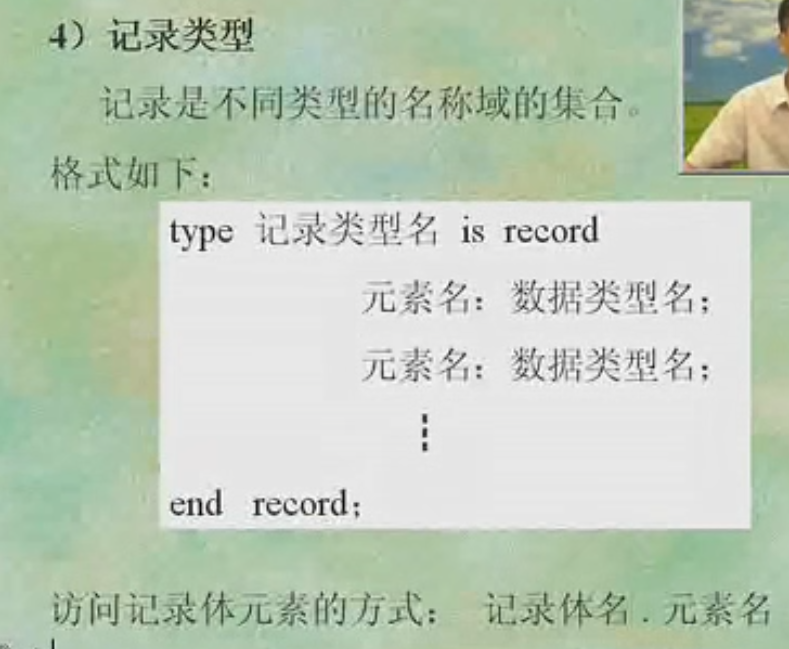 4）记录类型
记录是不同类型的名称域的集合。
格式如下：
type 记录类型名 is record
元素名：数据类型名；
元素名：数据类型名；
⋮
end record；
访问记录体元素的方式： 记录体名 . 元素名